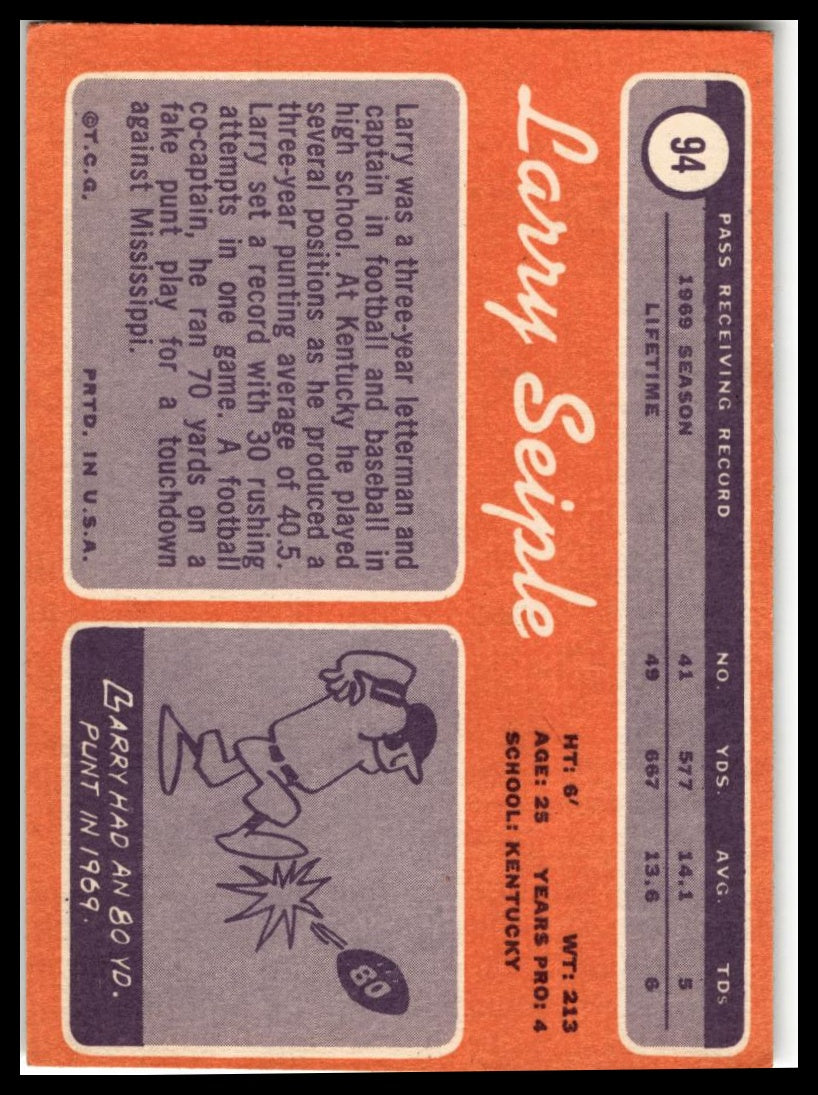 94
PASS RECEIVING RECORD NO. YDS. AVG. TDs
1969 SEASON 41 577 14.1 5
LIFETIME 49 667 13.6 6
Larry Seiple
HT: 6' WT: 213
AGE: 25 YEARS PRO: 4
SCHOOL: KENTUCKY
Larry was a three-year letterman and
captain in football and baseball in
high school. At Kentucky he played
several positions as he produced a
three-year punting average of 40.5.
Larry set a record with 30 rushing
attempts in one game. A football
co-captain, he ran 70 yards on a
fake punt play for a touchdown
against Mississippi.
©T.C.G. PRTD. IN U.S.A.
80
LARRY HAD AN 80 YD.
PUNT IN 1969.